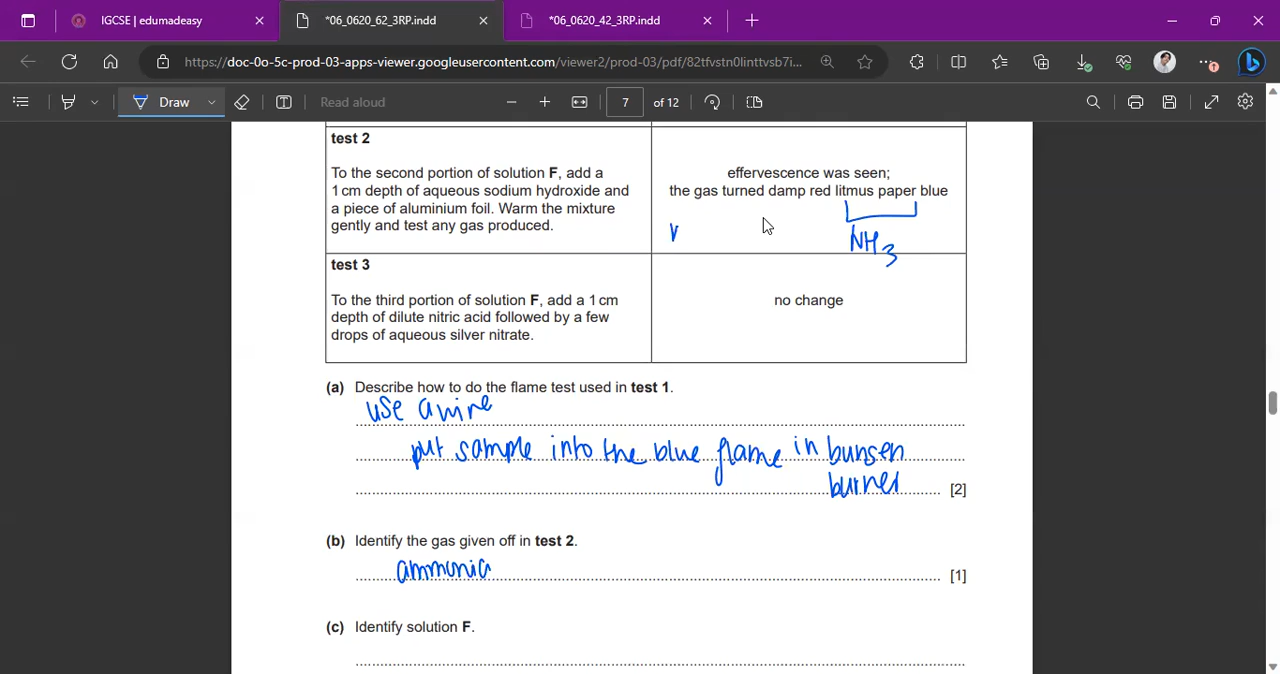 IGCSE | edumadeasy
*06_0620_62_3RP.indd
*06_0620_42_3RP.indd
https://doc-0o-5c-prod-03-apps-viewer.googleusercontent.com/viewer2/prod-03/pdf/82tfvstn0linttvsb7i...
Draw
Read aloud
7 of 12
test 2
To the second portion of solution F, add a
1 cm depth of aqueous sodium hydroxide and
a piece of aluminium foil. Warm the mixture
gently and test any gas produced.
effervescence was seen;
the gas turned damp red litmus paper blue
NH3
test 3
To the third portion of solution F, add a 1 cm
depth of dilute nitric acid followed by a few
drops of aqueous silver nitrate.
no change
(a) Describe how to do the flame test used in test 1.
use a wire
put sample into the blue flame in bunsen
burner
[2]
(b) Identify the gas given off in test 2.
ammonia
[1]
(c) Identify solution F.